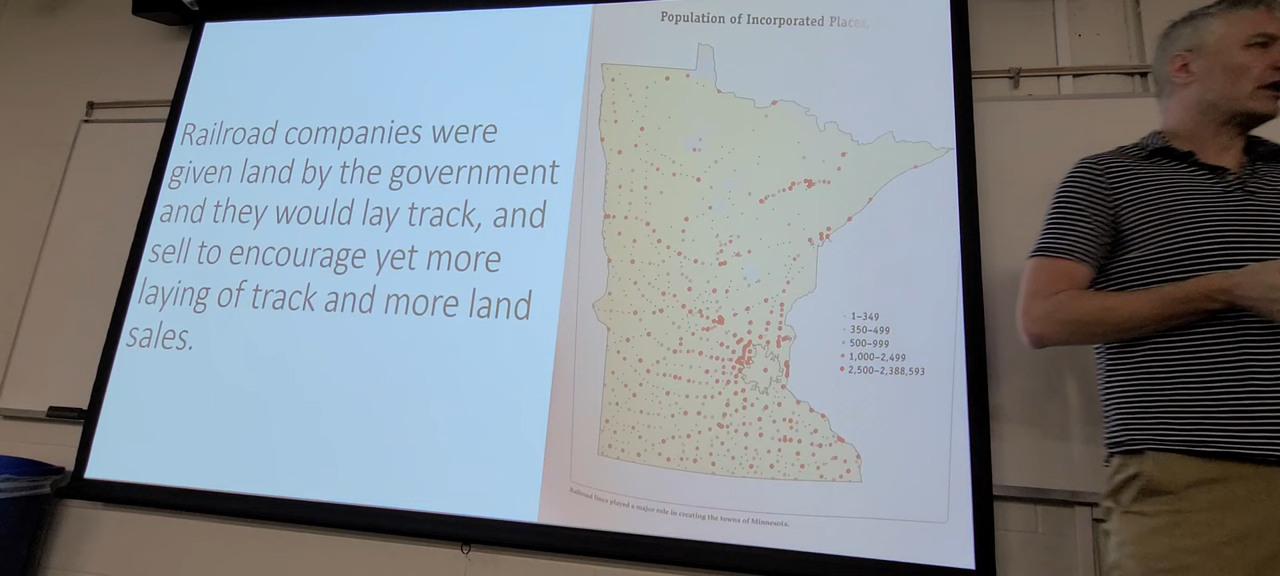 Railroad companies were
given land by the government
and they would lay track, and
sell to encourage yet more
laying of track and more land
sales.
Population of Incorporated Places,
1–349
350–499
500–999
1,000–2,499
2,500–2,388,593
Railroad lines played a major role in creating the towns of Minnesota.